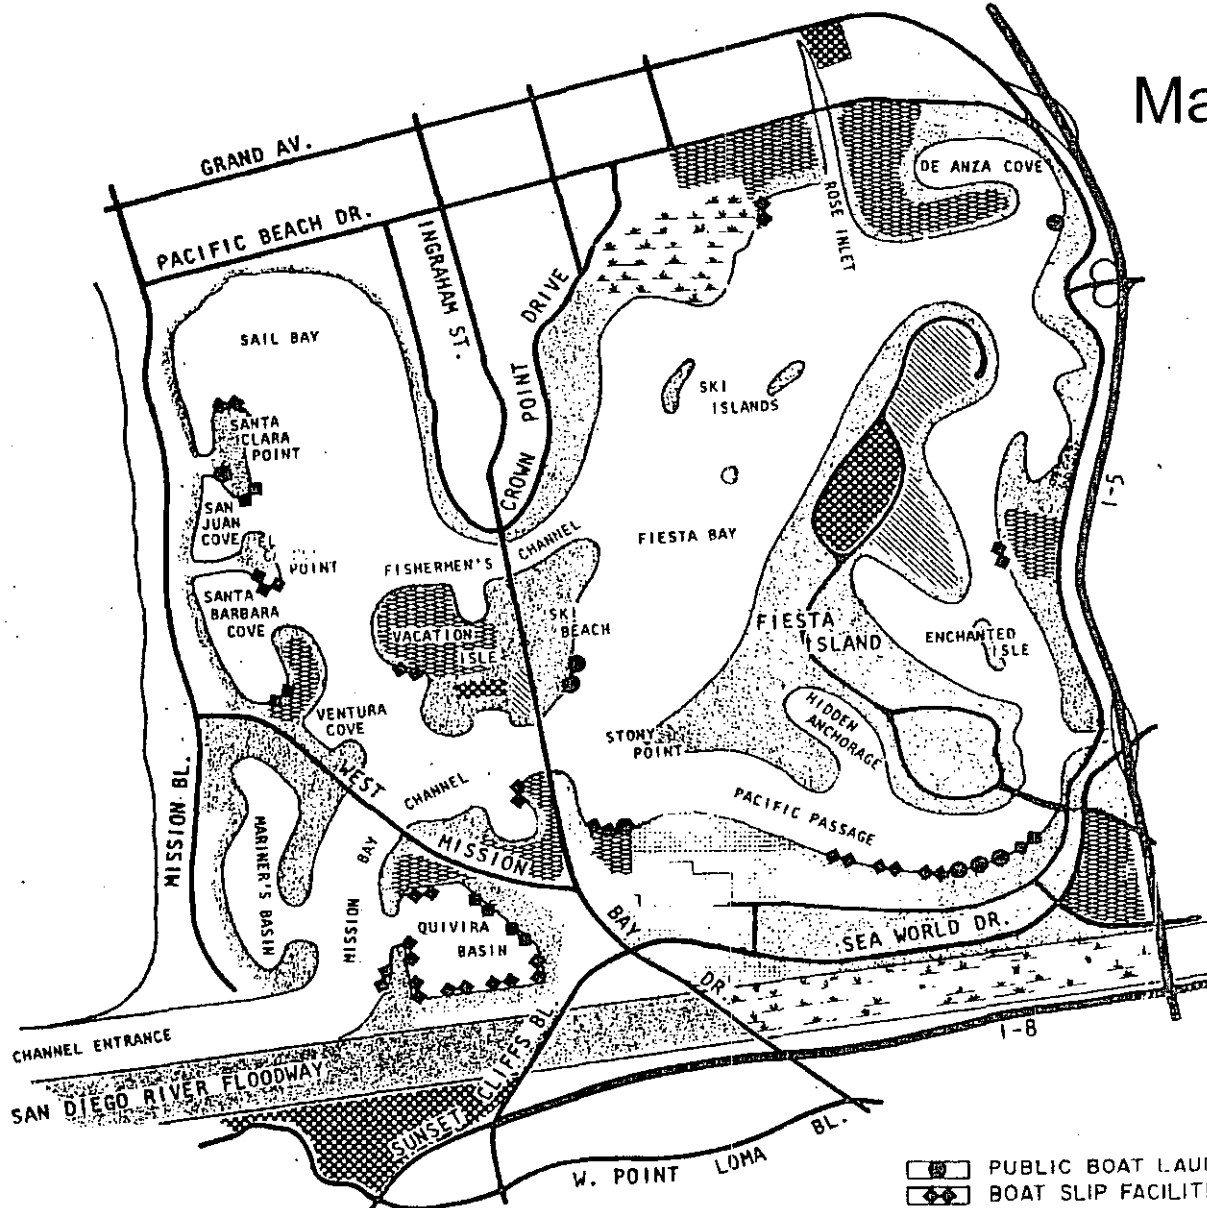 Ma
GRAND AV.
PACIFIC BEACH DR.
INGRAHAM ST.
CROWN POINT DRIVE
ROSE INLET
DE ANZA COVE
SAIL BAY
SKI
ISLANDS
SANTA
CLARA
POINT
I-5
SAN
JUAN
COVE
POINT
FISHERMEN'S
CHANNEL
FIESTA BAY
SANTA
BARBARA
COVE
VACATION
ISLE
SKI
BEACH
FIESTA
ISLAND
ENCHANTED
ISLE
VENTURA
COVE
STONY
POINT
HIDDEN
ANCHORAGE
MISSION BL.
WEST MISSION BAY DR.
MISSION BAY CHANNEL
PACIFIC PASSAGE
MARINER'S BASIN
QUIVIRA
BASIN
SEA WORLD DR.
CHANNEL ENTRANCE
SAN DIEGO RIVER FLOODWAY
SUNSET CLIFFS BL.
I-8
W. POINT LOMA BL.
PUBLIC BOAT LAU
BOAT SLIP FACILIT